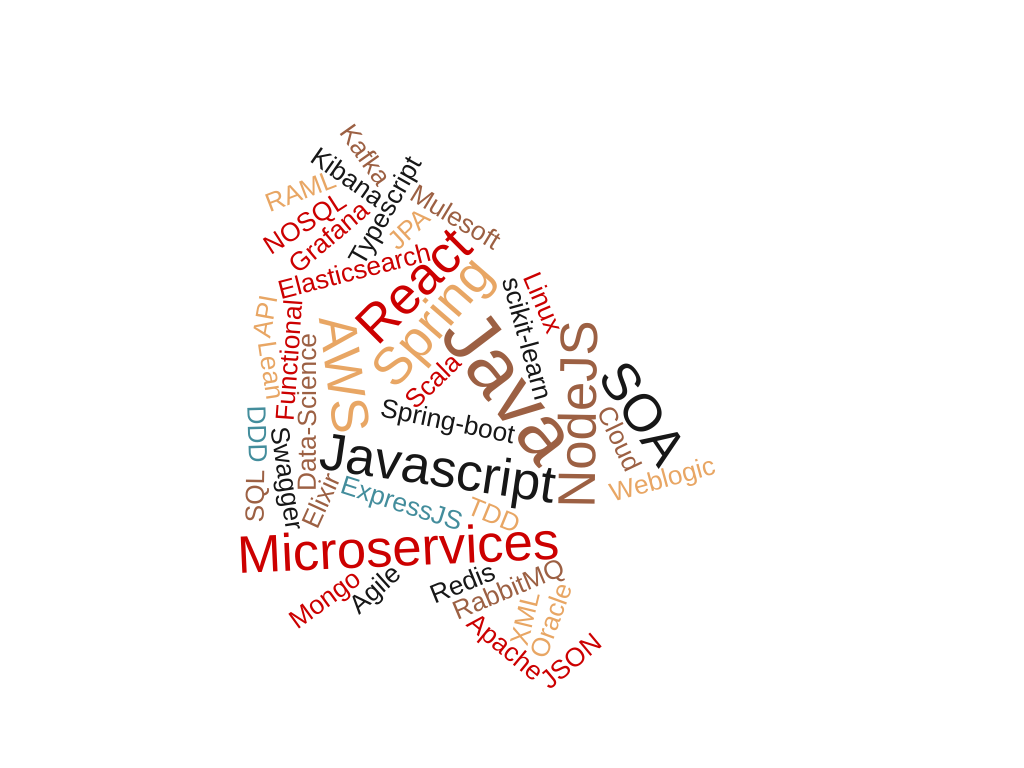 Kafka
Kibana
Typescript
RAML
Mulesoft
NOSQL
JPA
Grafana
Elasticsearch
React
Spring
Linux
scikit-learn
API
Functional
AWS
Java
NodeJS
Lean
Data-Science
Scala
SOA
Spring-boot
Cloud
DDD
Swagger
Javascript
Weblogic
SQL
Elixir
ExpressJS
TDD
Microservices
Mongo
Agile
Redis
RabbitMQ
XML
Oracle
Apache
JSON